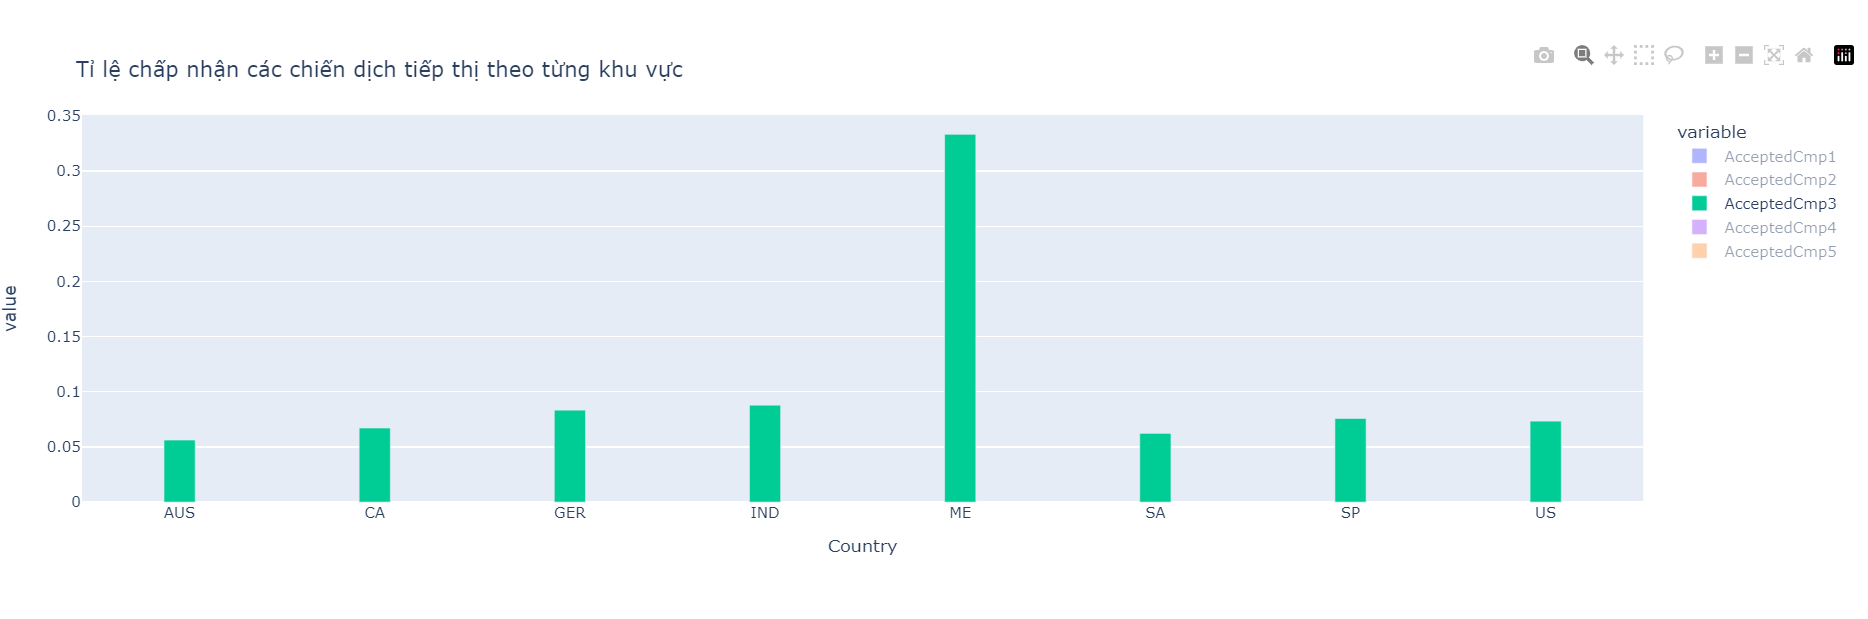 Tỉ lệ chấp nhận các chiến dịch tiếp thị theo từng khu vực
0.35
0.3
0.25
0.2
0.15
0.1
0.05
0
value
AUS CA GER IND ME SA SP US
Country
variable
AcceptedCmp1
AcceptedCmp2
AcceptedCmp3
AcceptedCmp4
AcceptedCmp5